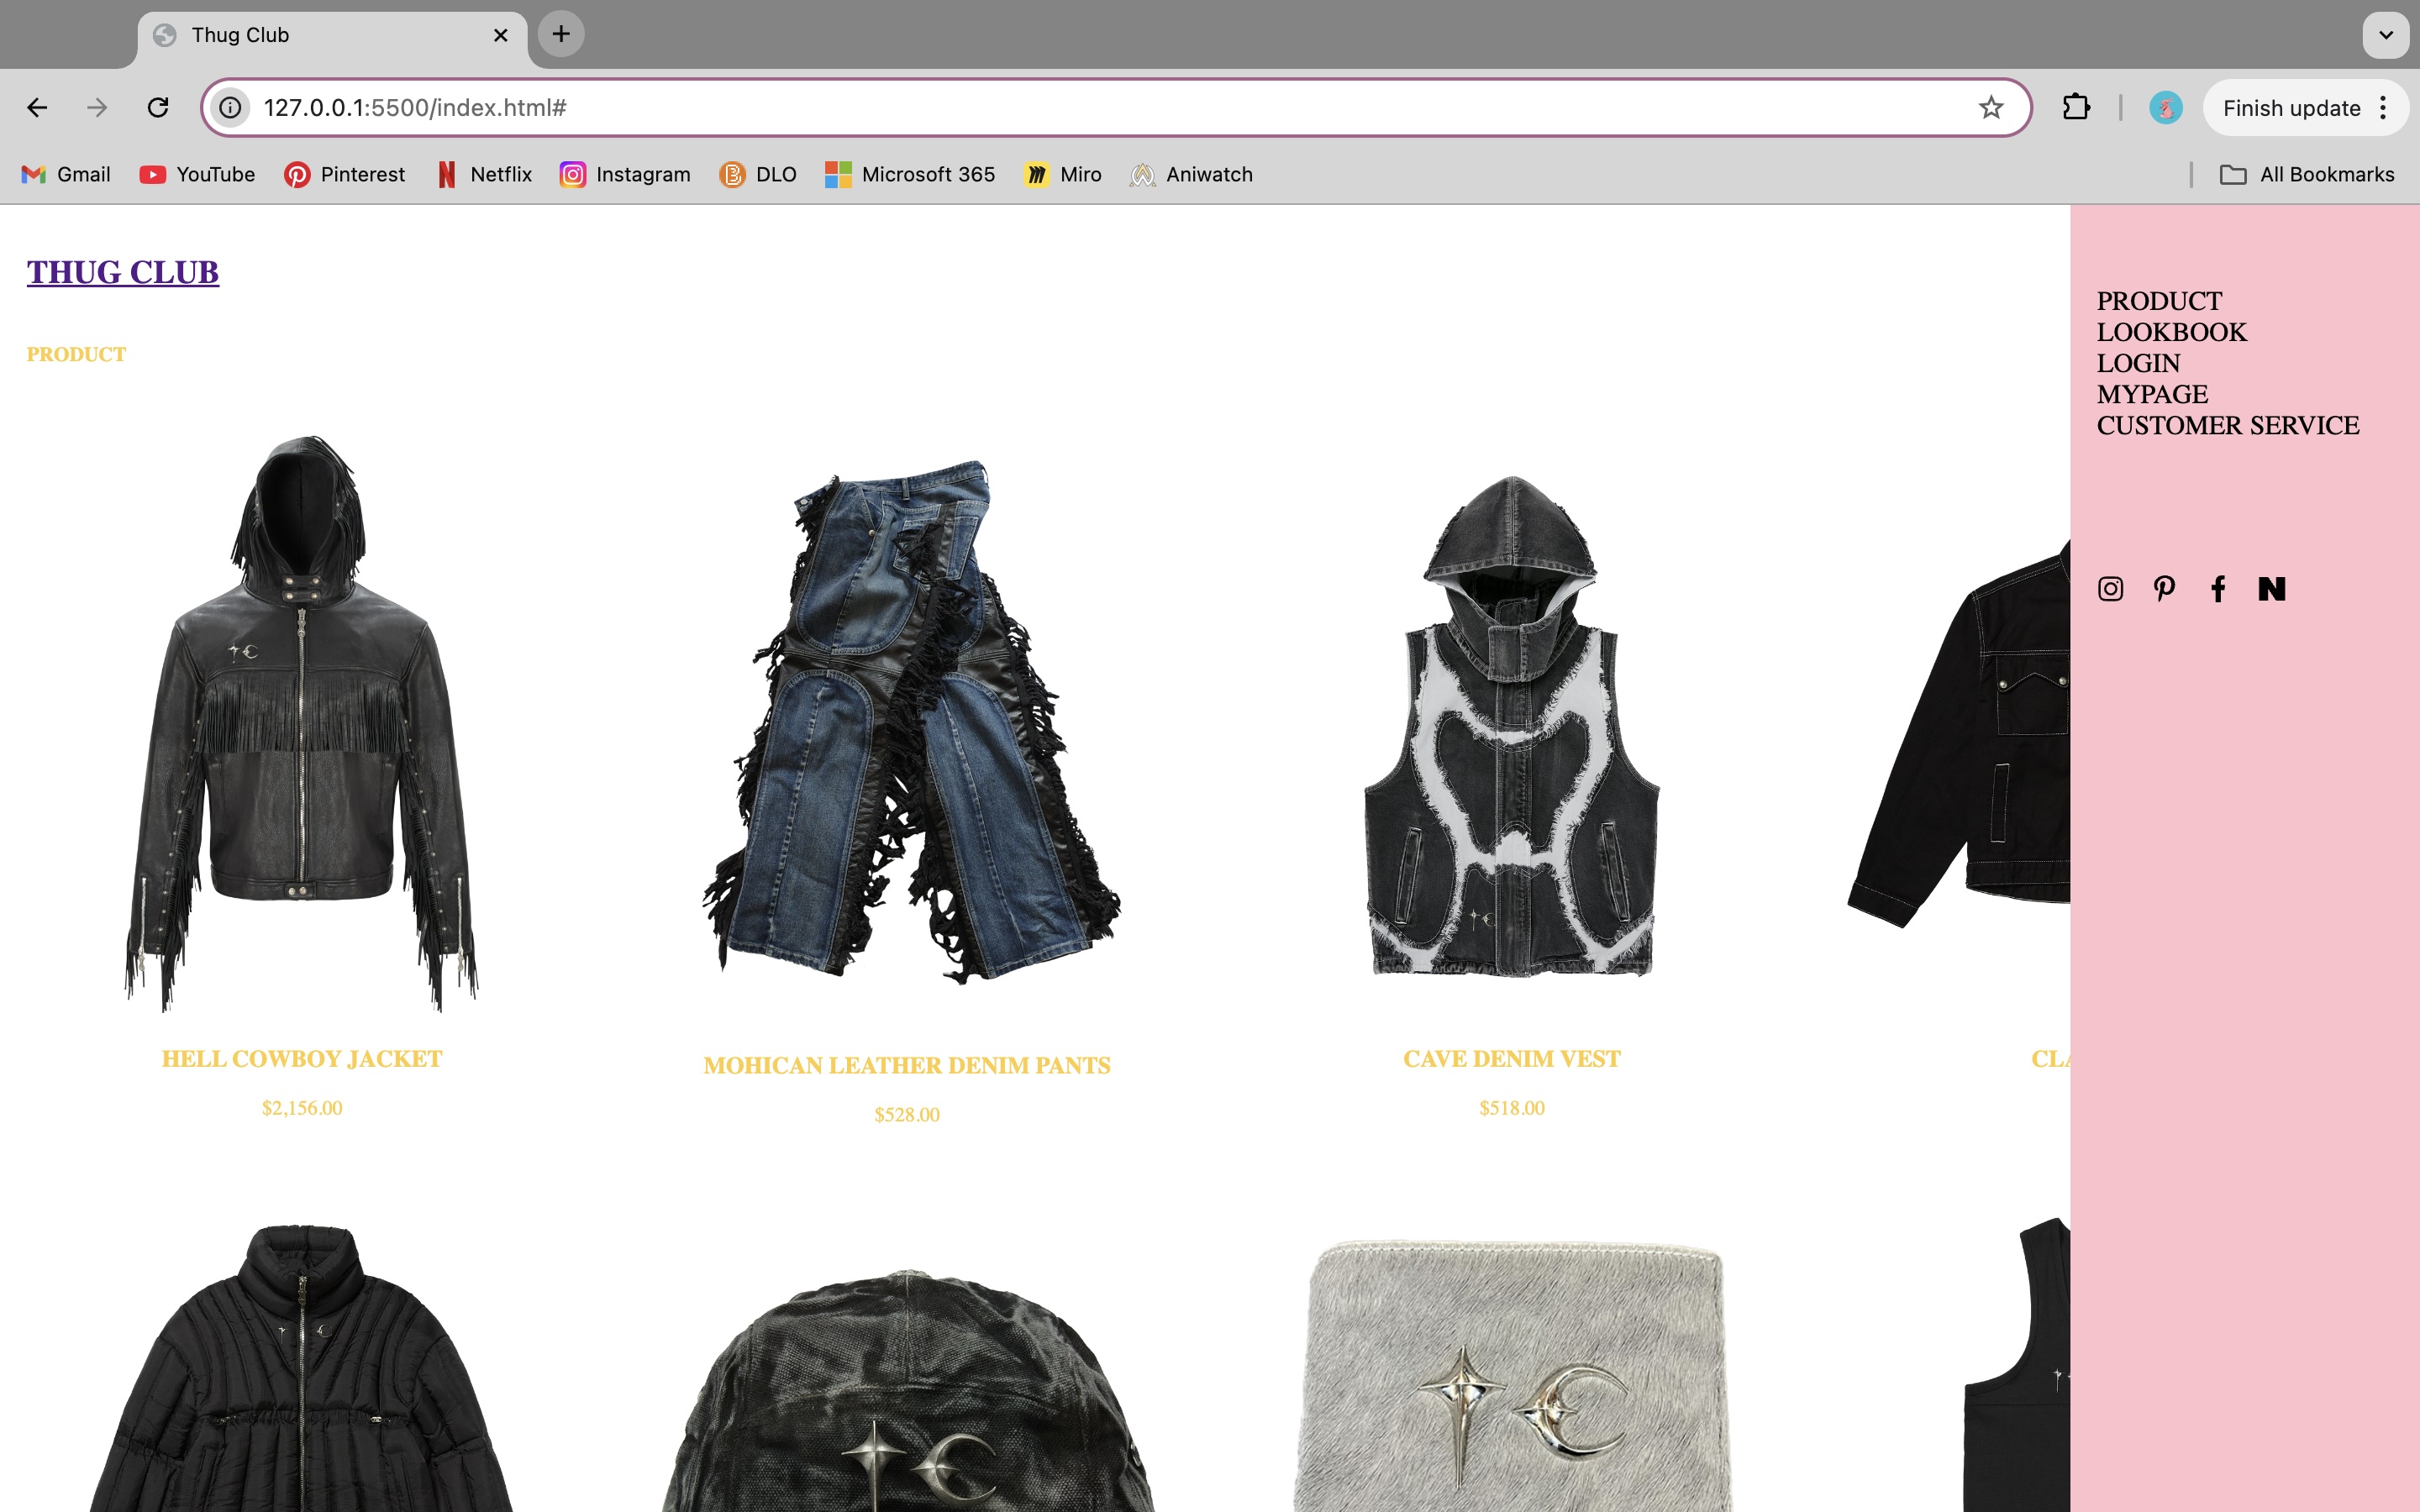 Thug Club
127.0.0.1:5500/index.html#
Finish update
Gmail YouTube Pinterest Netflix Instagram DLO Microsoft 365 Miro Aniwatch All Bookmarks
THUG CLUB
PRODUCT
HELL COWBOY JACKET
$2,156.00
MOHICAN LEATHER DENIM PANTS
$528.00
CAVE DENIM VEST
$518.00
PRODUCT
LOOKBOOK
LOGIN
MYPAGE
CUSTOMER SERVICE